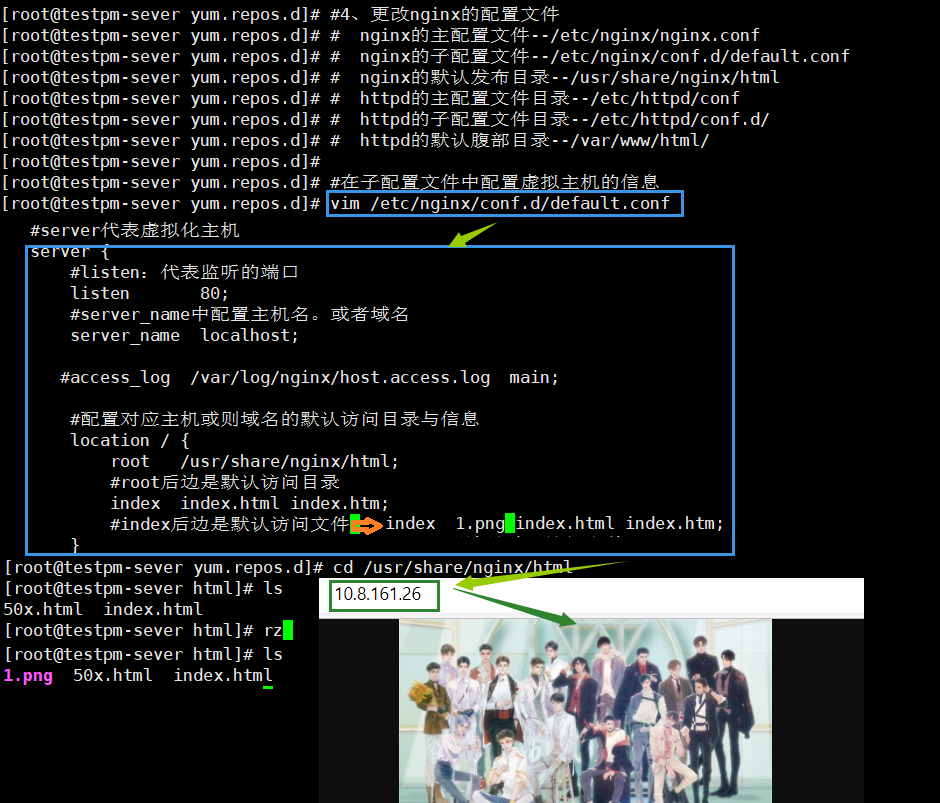 [root@testpm-sever yum.repos.d]# #4、更改nginx的配置文件
[root@testpm-sever yum.repos.d]# #  nginx的主配置文件--/etc/nginx/nginx.conf
[root@testpm-sever yum.repos.d]# #  nginx的子配置文件--/etc/nginx/conf.d/default.conf
[root@testpm-sever yum.repos.d]# #  nginx的默认发布目录--/usr/share/nginx/html
[root@testpm-sever yum.repos.d]# #  httpd的主配置文件目录--/etc/httpd/conf
[root@testpm-sever yum.repos.d]# #  httpd的子配置文件目录--/etc/httpd/conf.d/
[root@testpm-sever yum.repos.d]# #  httpd的默认腹部目录--/var/www/html/
[root@testpm-sever yum.repos.d]#
[root@testpm-sever yum.repos.d]# #在子配置文件中配置虚拟主机的信息
[root@testpm-sever yum.repos.d]# vim /etc/nginx/conf.d/default.conf
#server代表虚拟化主机
server {
#listen：代表监听的端口
listen       80;
#server_name中配置主机名。或者域名
server_name  localhost;
#access_log  /var/log/nginx/host.access.log  main;
#配置对应主机或则域名的默认访问目录与信息
location / {
root   /usr/share/nginx/html;
#root后边是默认访问目录
index  index.html index.htm;
#index后边是默认访问文件 index  1.png index.html index.htm;
}
[root@testpm-sever yum.repos.d]# cd /usr/share/nginx/html
[root@testpm-sever html]# ls
50x.html  index.html
[root@testpm-sever html]# rz
[root@testpm-sever html]# ls
1.png  50x.html  index.html
10.8.161.26